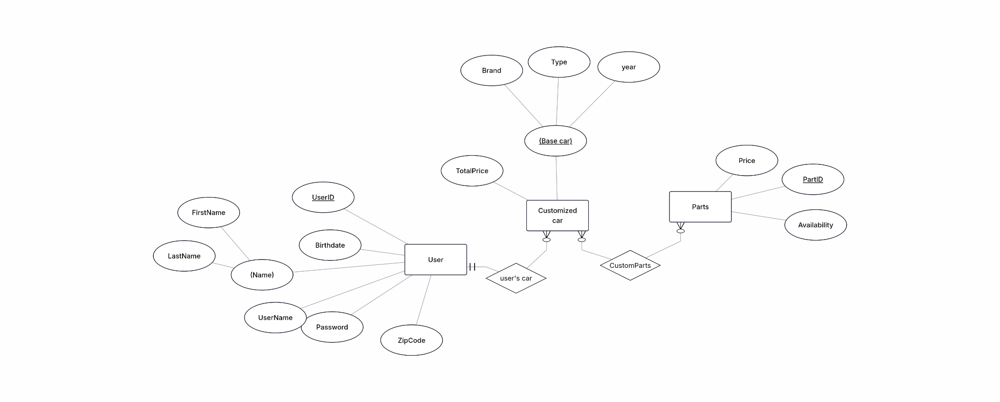 Type
year
Brand
(Base car)
Price
TotalPrice
PartID
UserID
Parts
FirstName
Customized
car
Availability
Birthdate
LastName
User
CustomParts
(Name)
user's car
UserName
Password
ZipCode